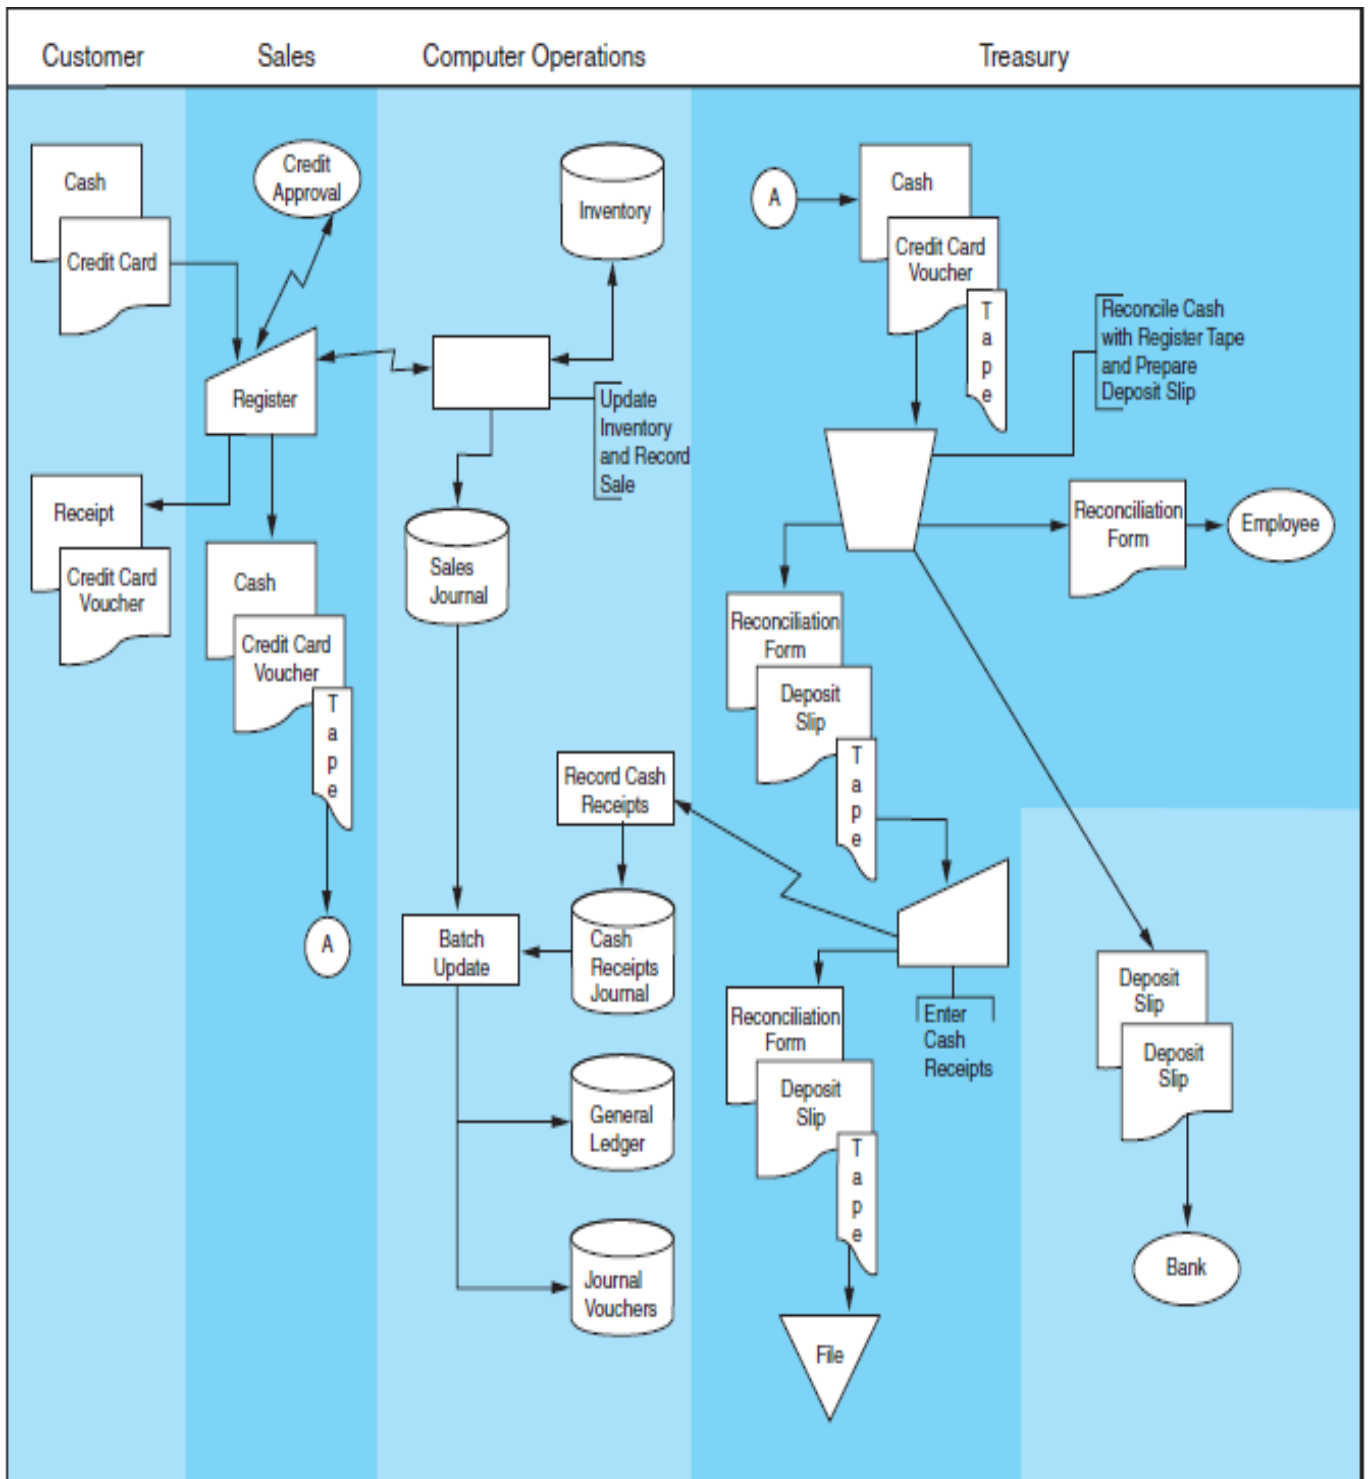 Customer
Sales
Computer Operations
Treasury
Cash
Credit Card
Receipt
Credit Card
Voucher
Credit
Approval
Register
Cash
Credit Card
Voucher
T
a
p
e
A
Inventory
Update
Inventory
and Record
Sale
Sales
Journal
Record Cash
Receipts
Batch
Update
Cash
Receipts
Journal
General
Ledger
Journal
Vouchers
A
Cash
Credit Card
Voucher
T
a
p
e
Reconcile Cash
with Register Tape
and Prepare
Deposit Slip
Reconciliation
Form
Employee
Reconciliation
Form
Deposit
Slip
T
a
p
e
Enter
Cash
Receipts
Reconciliation
Form
Deposit
Slip
T
a
p
e
File
Deposit
Slip
Deposit
Slip
Bank